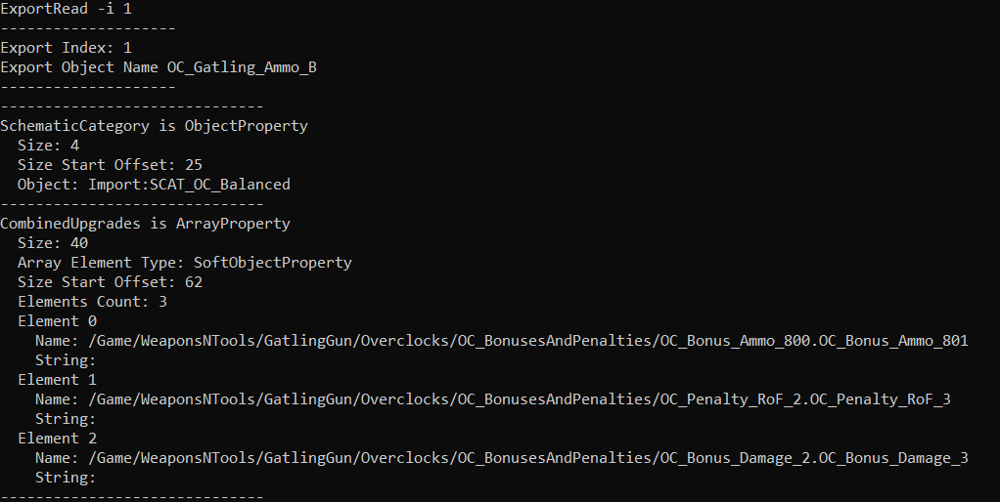 ExportRead -i 1
--------------------
Export Index: 1
Export Object Name OC_Gatling_Ammo_B
--------------------
------------------------------
SchematicCategory is ObjectProperty
  Size: 4
  Size Start Offset: 25
  Object: Import:SCAT_OC_Balanced
------------------------------
CombinedUpgrades is ArrayProperty
  Size: 40
  Array Element Type: SoftObjectProperty
  Size Start Offset: 62
  Elements Count: 3
  Element 0
    Name: /Game/WeaponsNTools/GatlingGun/Overclocks/OC_BonusesAndPenalties/OC_Bonus_Ammo_800.OC_Bonus_Ammo_801
    String:
  Element 1
    Name: /Game/WeaponsNTools/GatlingGun/Overclocks/OC_BonusesAndPenalties/OC_Penalty_RoF_2.OC_Penalty_RoF_3
    String:
  Element 2
    Name: /Game/WeaponsNTools/GatlingGun/Overclocks/OC_BonusesAndPenalties/OC_Bonus_Damage_2.OC_Bonus_Damage_3
    String:
------------------------------